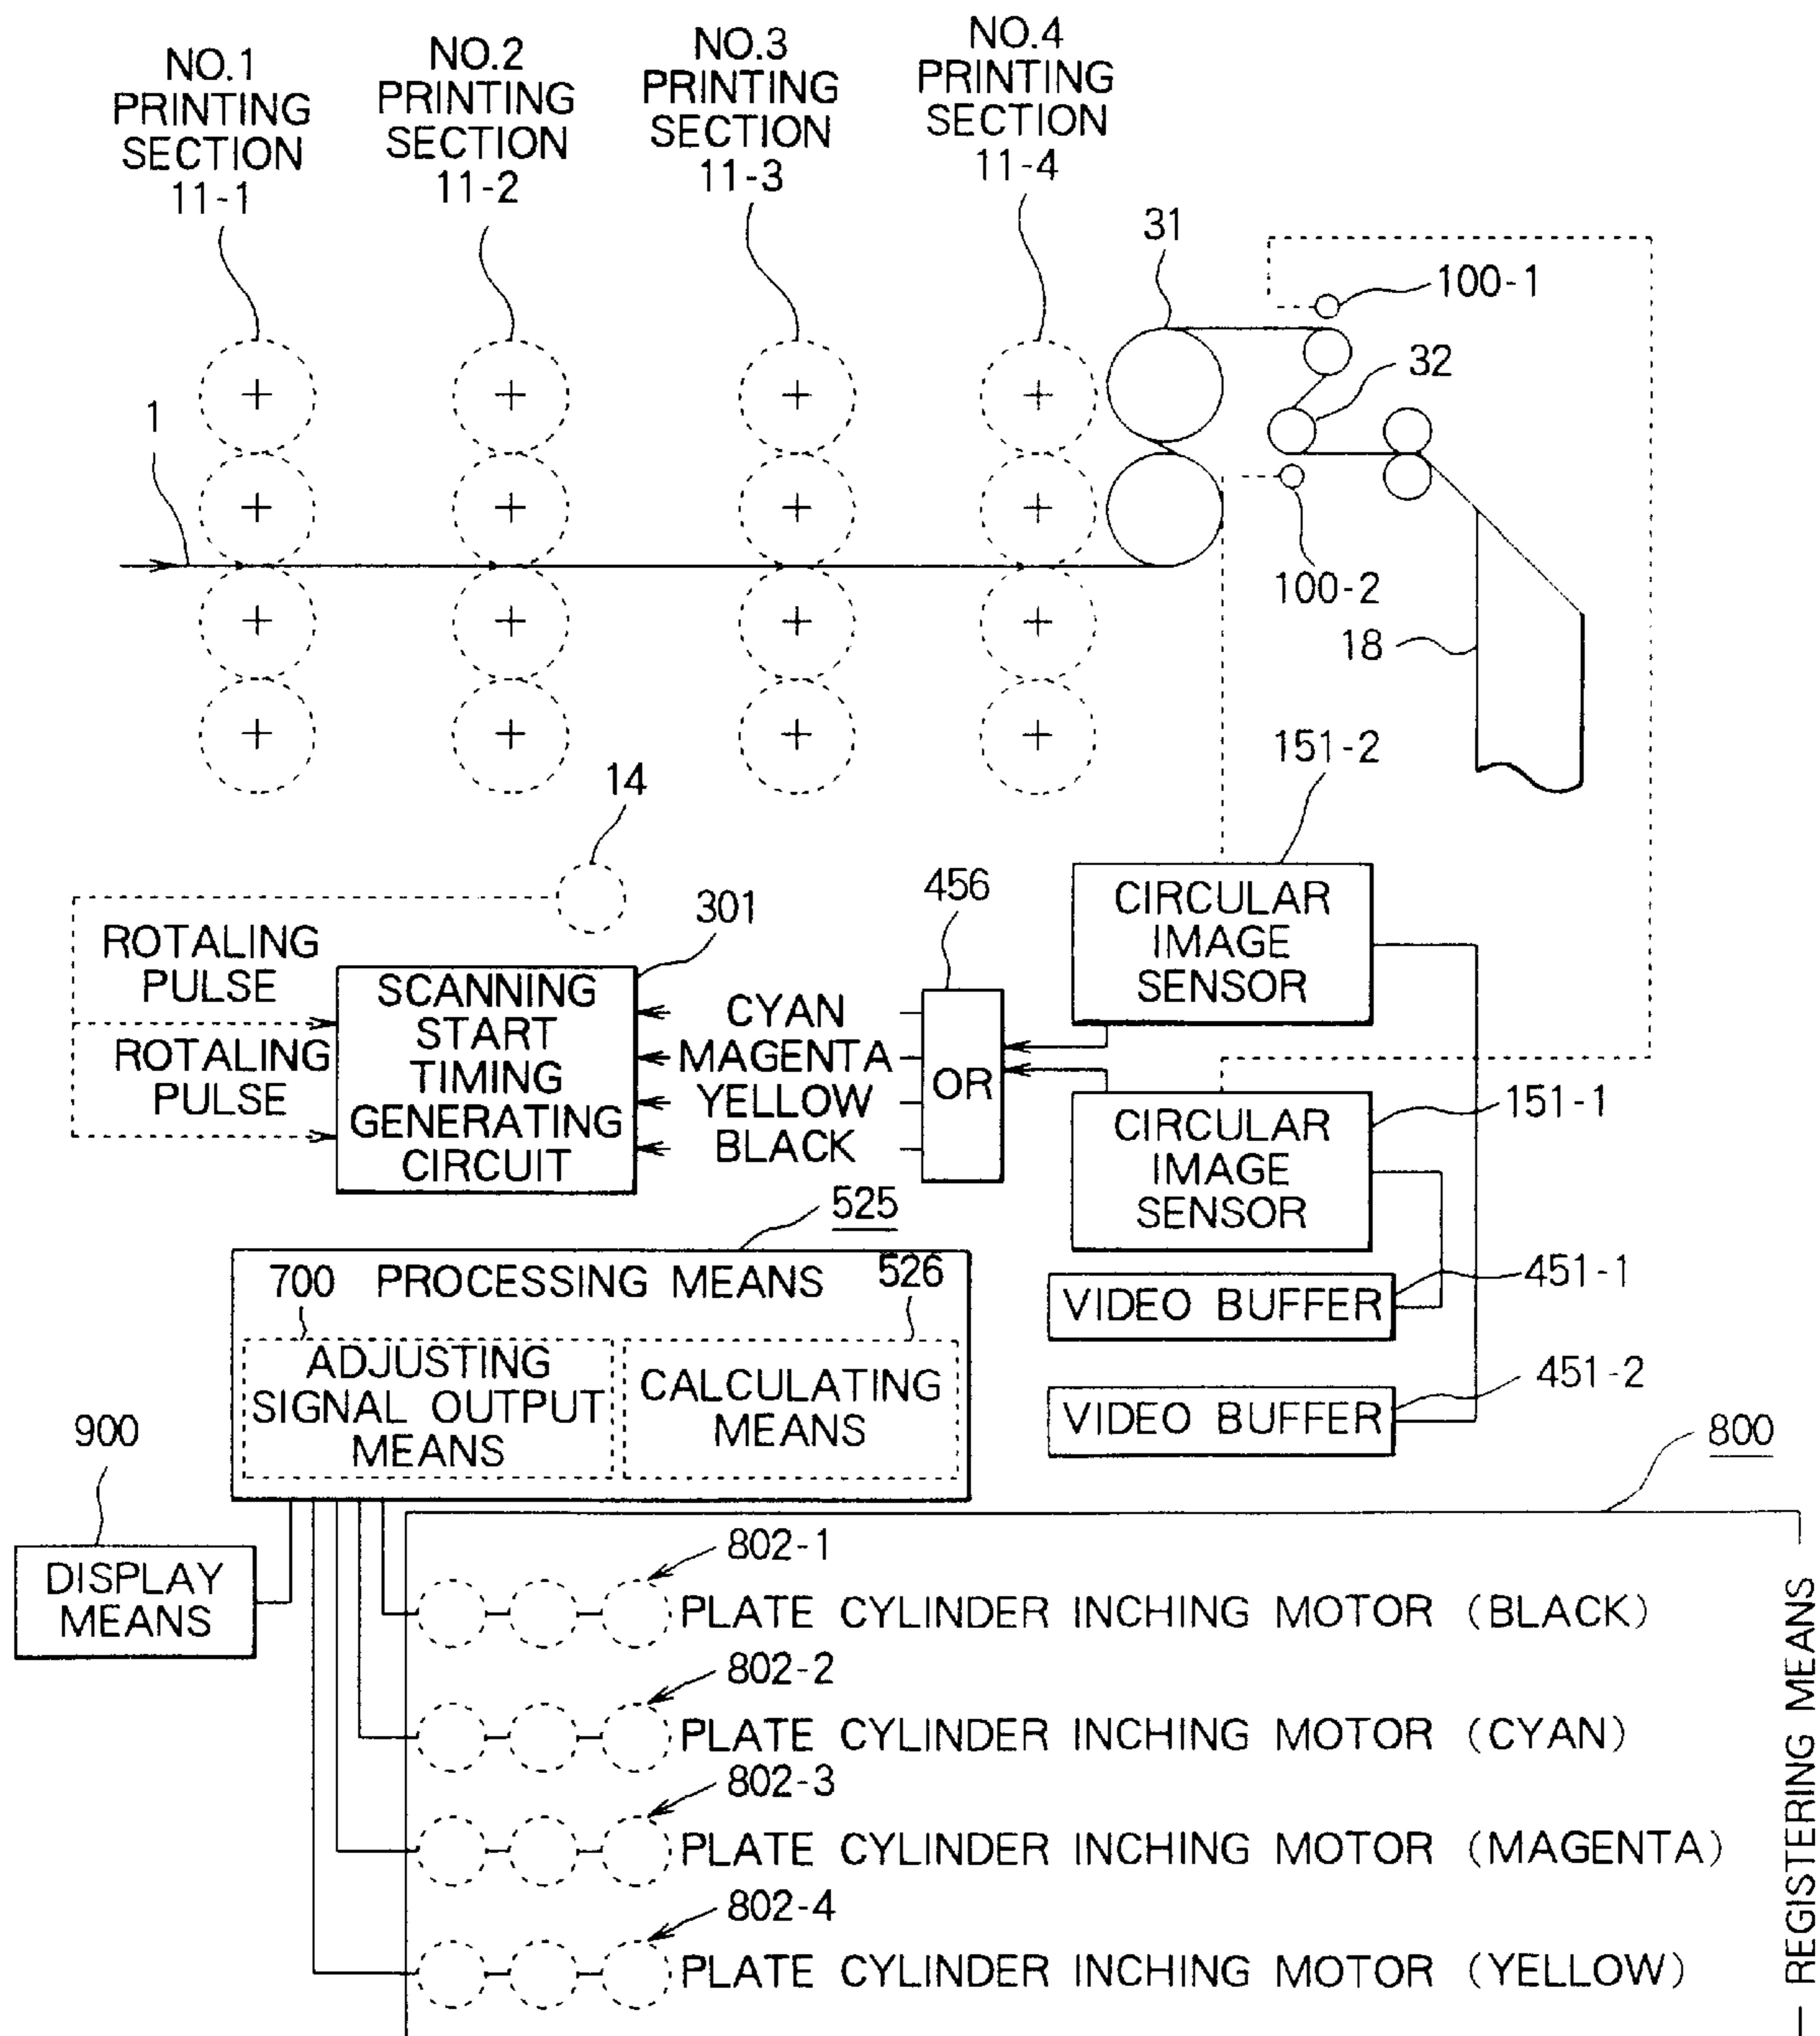 NO.1
PRINTING
SECTION
11-1
NO.2
PRINTING
SECTION
11-2
NO.3
PRINTING
SECTION
11-3
NO.4
PRINTING
SECTION
11-4
31
100-1
32
1
100-2
18
151-2
14
456
301
ROTALING
PULSE
ROTALING
PULSE
SCANNING
START
TIMING
GENERATING
CIRCUIT
CYAN
MAGENTA
YELLOW
BLACK
OR
CIRCULAR
IMAGE
SENSOR
CIRCULAR
IMAGE
SENSOR
151-1
525
700 PROCESSING MEANS 526
ADJUSTING
SIGNAL OUTPUT
MEANS
CALCULATING
MEANS
VIDEO BUFFER
451-1
VIDEO BUFFER
451-2
900
DISPLAY
MEANS
800
802-1
PLATE CYLINDER INCHING MOTOR (BLACK)
802-2
PLATE CYLINDER INCHING MOTOR (CYAN)
802-3
PLATE CYLINDER INCHING MOTOR (MAGENTA)
802-4
PLATE CYLINDER INCHING MOTOR (YELLOW)
REGISTERING MEANS